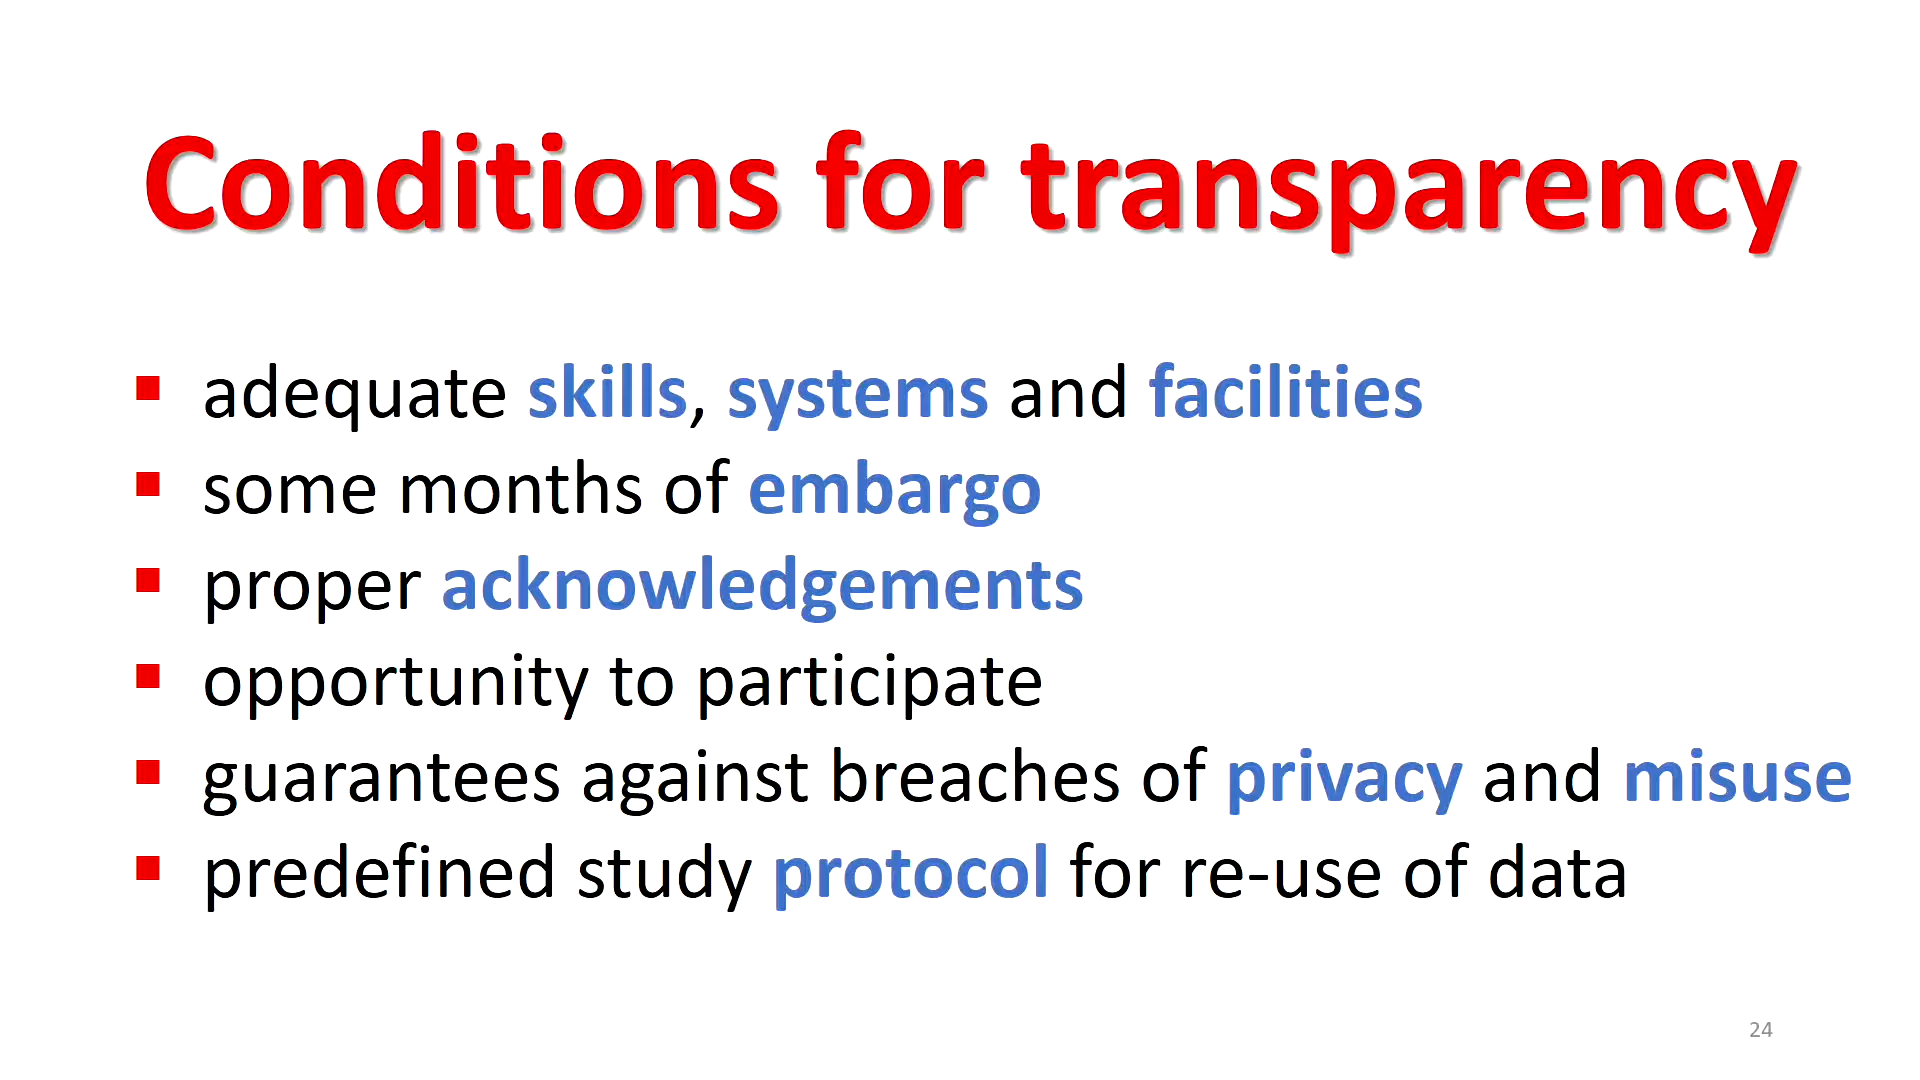 Conditions for transparency
▪ adequate skills, systems and facilities
▪ some months of embargo
▪ proper acknowledgements
▪ opportunity to participate
▪ guarantees against breaches of privacy and misuse
▪ predefined study protocol for re-use of data
24